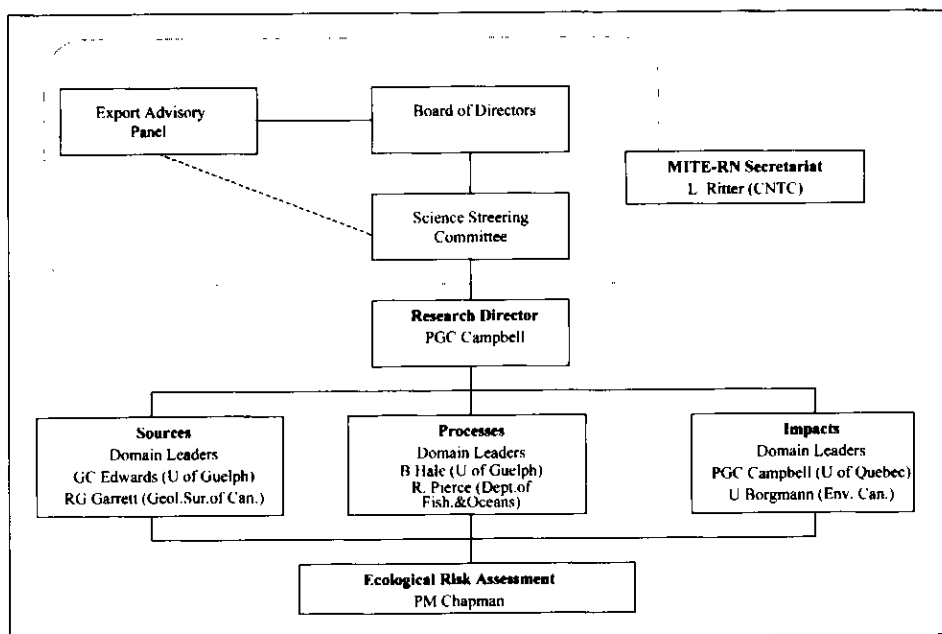 Export Advisory
Panel
Board of Directors
MITE-RN Secretariat
L Ritter (CNTC)
Science Streering
Committee
Research Director
PGC Campbell
Sources
Domain Leaders
GC Edwards (U of Guelph)
RG Garrett (Geol.Sur.of Can.)
Processes
Domain Leaders
B Hale (U of Guelph)
R. Pierce (Dept.of
Fish.&Oceans)
Impacts
Domain Leaders
PGC Campbell (U of Quebec)
U Borgmann (Env. Can.)
Ecological Risk Assessment
PM Chapman